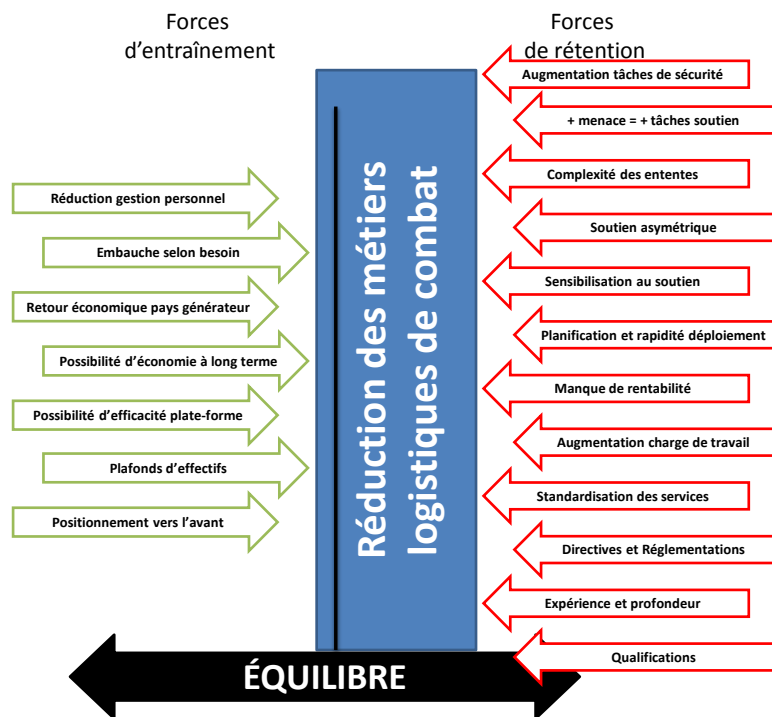 Forces
d'entraînement
Forces
de rétention
Réduction gestion personnel
Embauche selon besoin
Retour économique pays générateur
Possibilité d'économie à long terme
Possibilité d'efficacité plate-forme
Plafonds d'effectifs
Positionnement vers l'avant
Réduction des métiers
logistiques de combat
Augmentation tâches de sécurité
+ menace = + tâches soutien
Complexité des ententes
Soutien asymétrique
Sensibilisation au soutien
Planification et rapidité déploiement
Manque de rentabilité
Augmentation charge de travail
Standardisation des services
Directives et Réglementations
Expérience et profondeur
Qualifications
ÉQUILIBRE